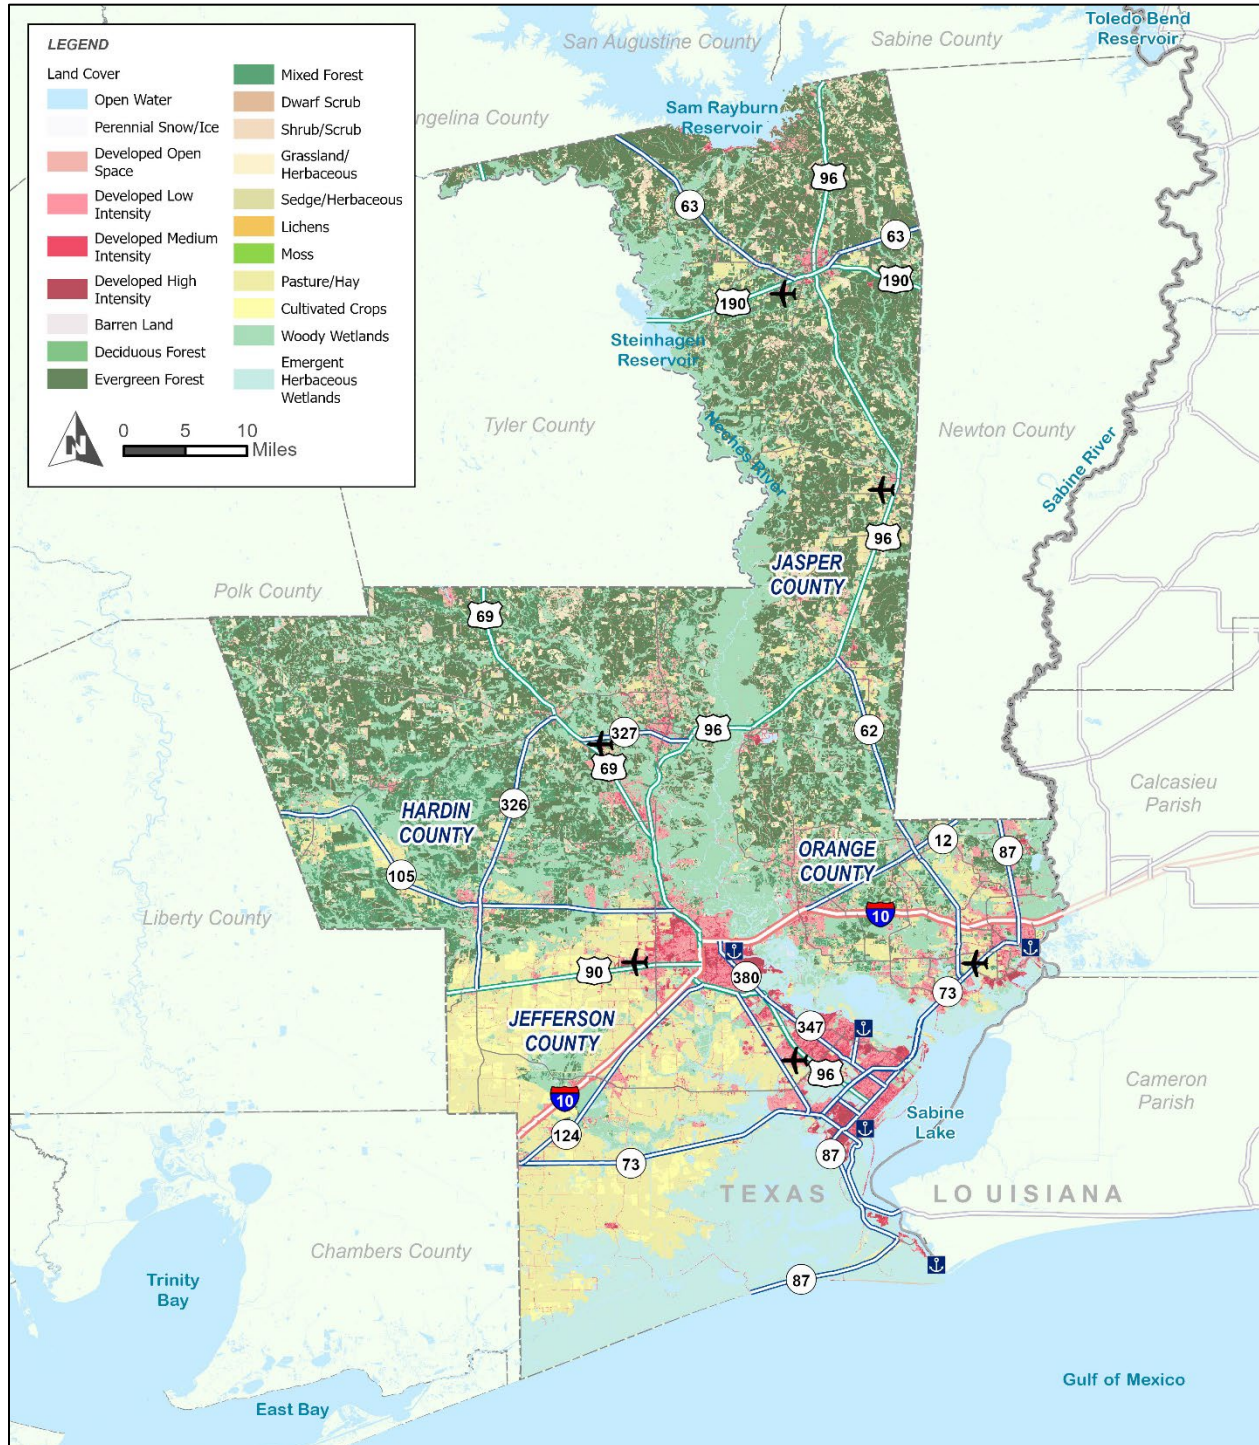 LEGEND
Land Cover
Open Water
Perennial Snow/Ice
Developed Open
Space
Developed Low
Intensity
Developed Medium
Intensity
Developed High
Intensity
Barren Land
Deciduous Forest
Evergreen Forest
Mixed Forest
Dwarf Scrub
Shrub/Scrub
Grassland/
Herbaceous
Sedge/Herbaceous
Lichens
Moss
Pasture/Hay
Cultivated Crops
Woody Wetlands
Emergent
Herbaceous
Wetlands
N
0 5 10
Miles
San Augustine County
Sabine County
Toledo Bend
Reservoir
ngelina County
Sam Rayburn
Reservoir
96
63
63
190
190
Steinhagen
Reservoir
Tyler County
Neches River
Newton County
Sabine River
96
JASPER
COUNTY
Polk County
69
62
327
96
69
326
HARDIN
COUNTY
Calcasieu
Parish
105
ORANGE
COUNTY
12
87
Liberty County
10
90
380
73
JEFFERSON
COUNTY
347
96
10
124
Cameron
Parish
Sabine
Lake
73
87
TEXAS
LOUISIANA
Chambers County
Trinity
Bay
87
East Bay
Gulf of Mexico